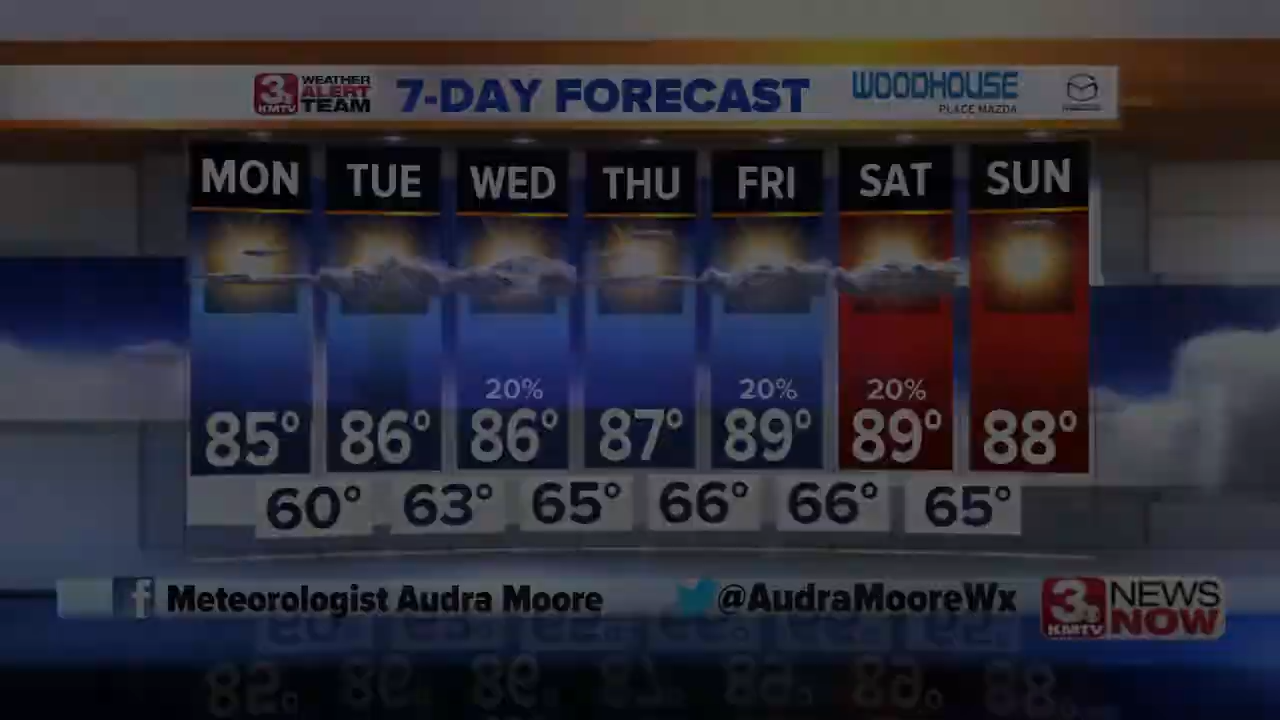 3 KMTV WEATHER ALERT TEAM 7-DAY FORECAST WOODHOUSE PLACE MAZDA
MON TUE WED THU FRI SAT SUN
20% 20% 20%
85° 86° 86° 87° 89° 89° 88°
60° 63° 65° 66° 66° 65°
f Meteorologist Audra Moore @AudraMooreWx 3 KMTV NEWS NOW